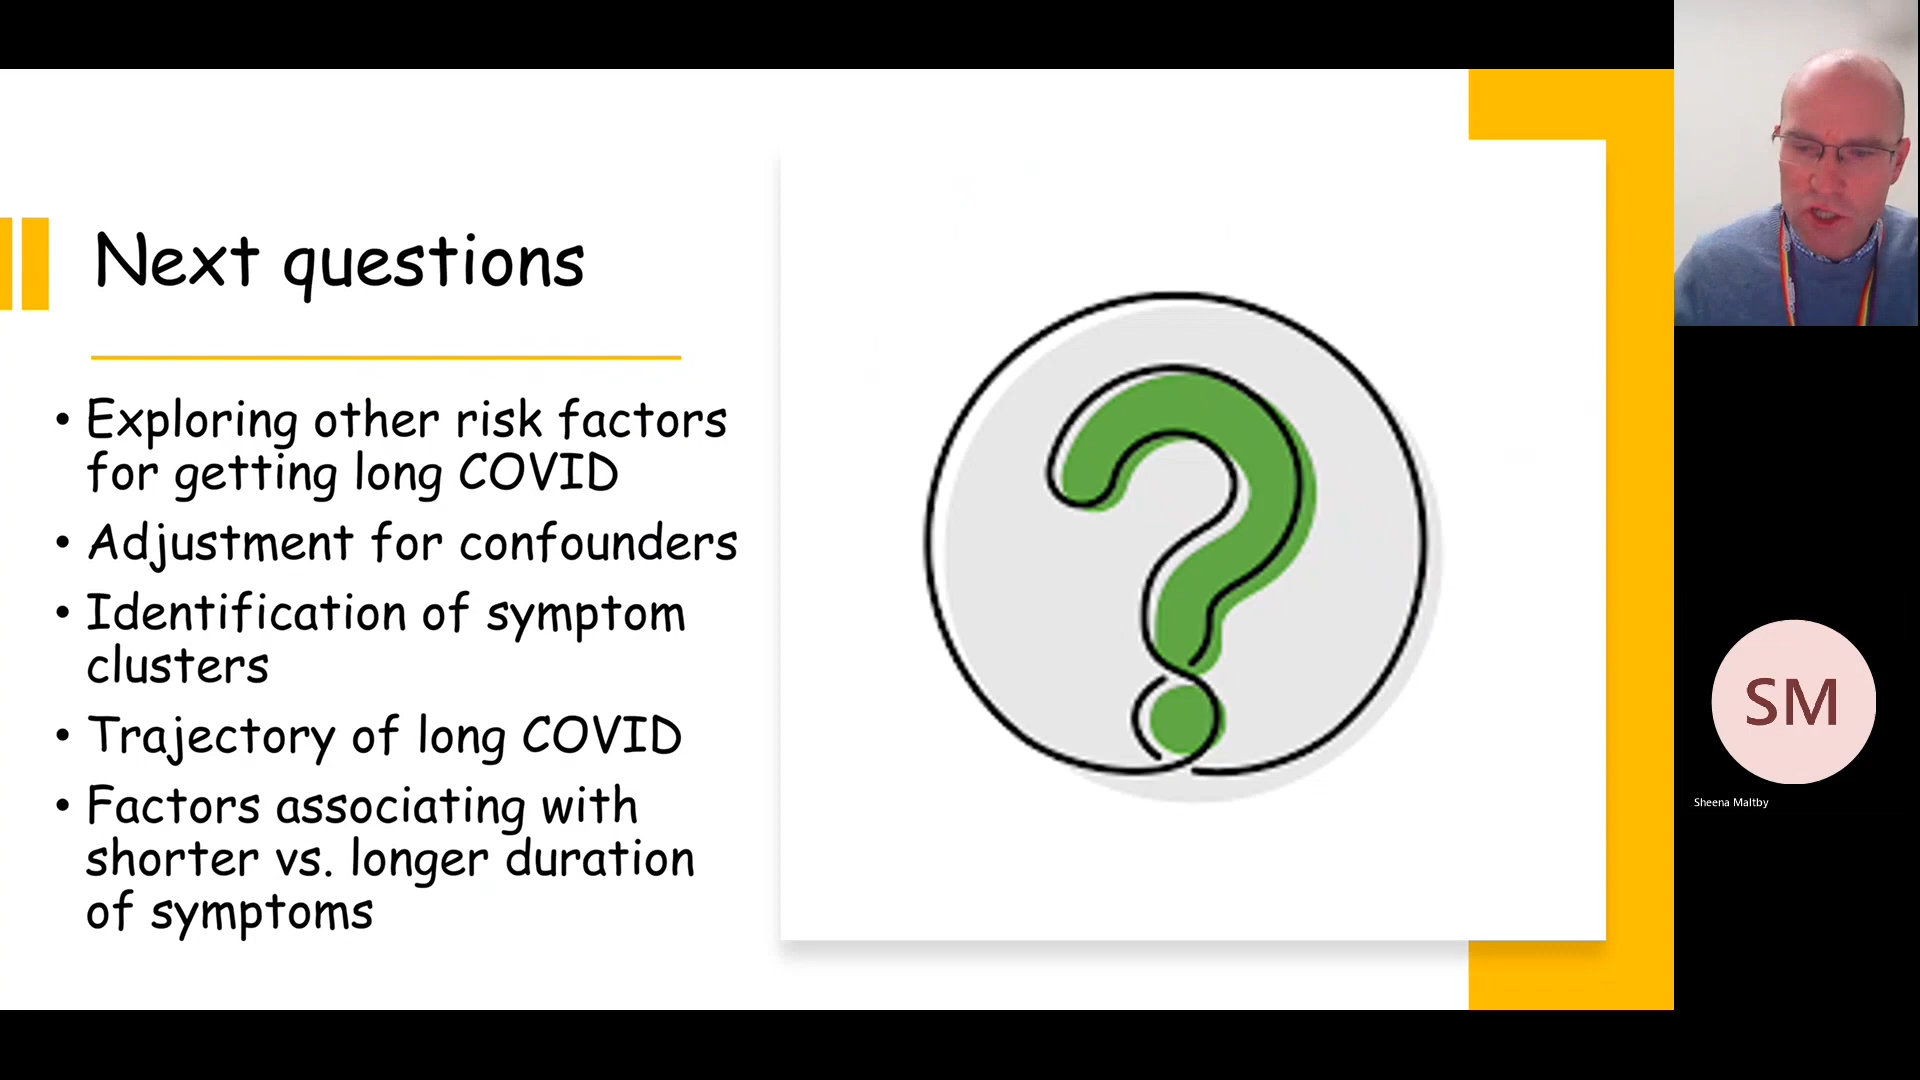 Next questions
• Exploring other risk factors
for getting long COVID
• Adjustment for confounders
• Identification of symptom
clusters
• Trajectory of long COVID
• Factors associating with
shorter vs. longer duration
of symptoms
SM
Sheena Maltby